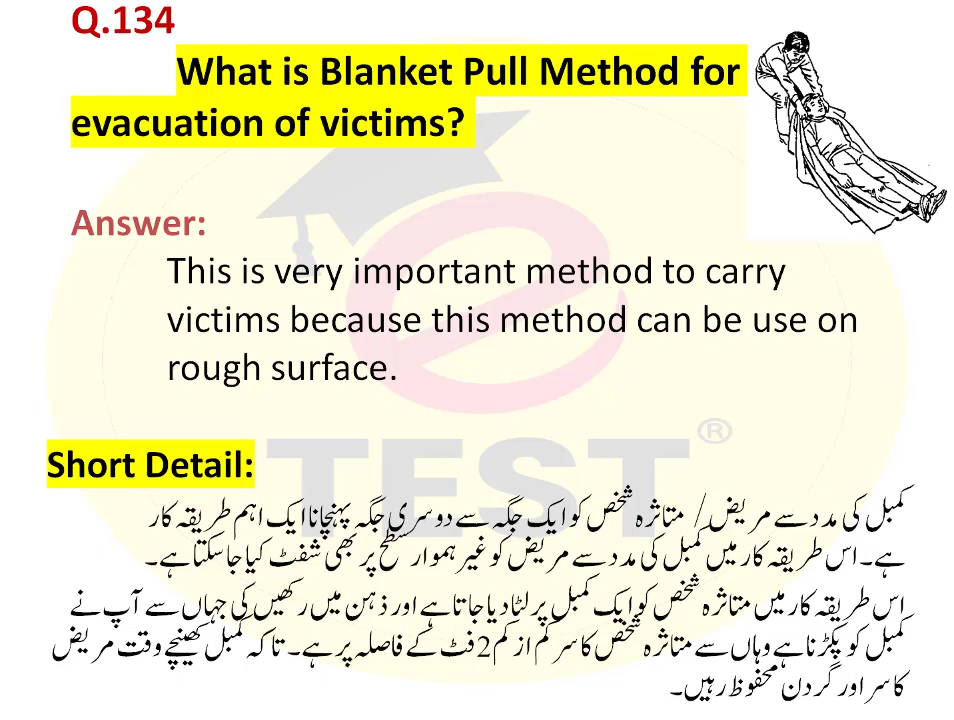 Q.134
What is Blanket Pull Method for
evacuation of victims?
Answer:
This is very important method to carry
victims because this method can be use on
rough surface.
e
TEST®
Short Detail:
کمبل کی مدد سے مریض / متاثرہ شخص کو ایک جگہ سے دوسری جگہ پہنچانا ایک اہم طریقہ کار
ہے۔ اس طریقہ کار میں کمبل کی مدد سے مریض کو غیر ہموار سطح پر بھی شفٹ کیا جا سکتا ہے۔
اس طریقہ کار میں متاثرہ شخص کو ایک کمبل پر لٹا دیا جاتا ہے اور ذہن میں رکھیں کی جہاں سے آپ نے
کمبل کو پکڑنا ہے وہاں سے متاثرہ شخص کا سر کم از کم 2 فٹ کے فاصلہ پر ہے۔ تا کہ کمبل کھینچے وقت مریض
کا سر اور گردن محفوظ رہیں۔